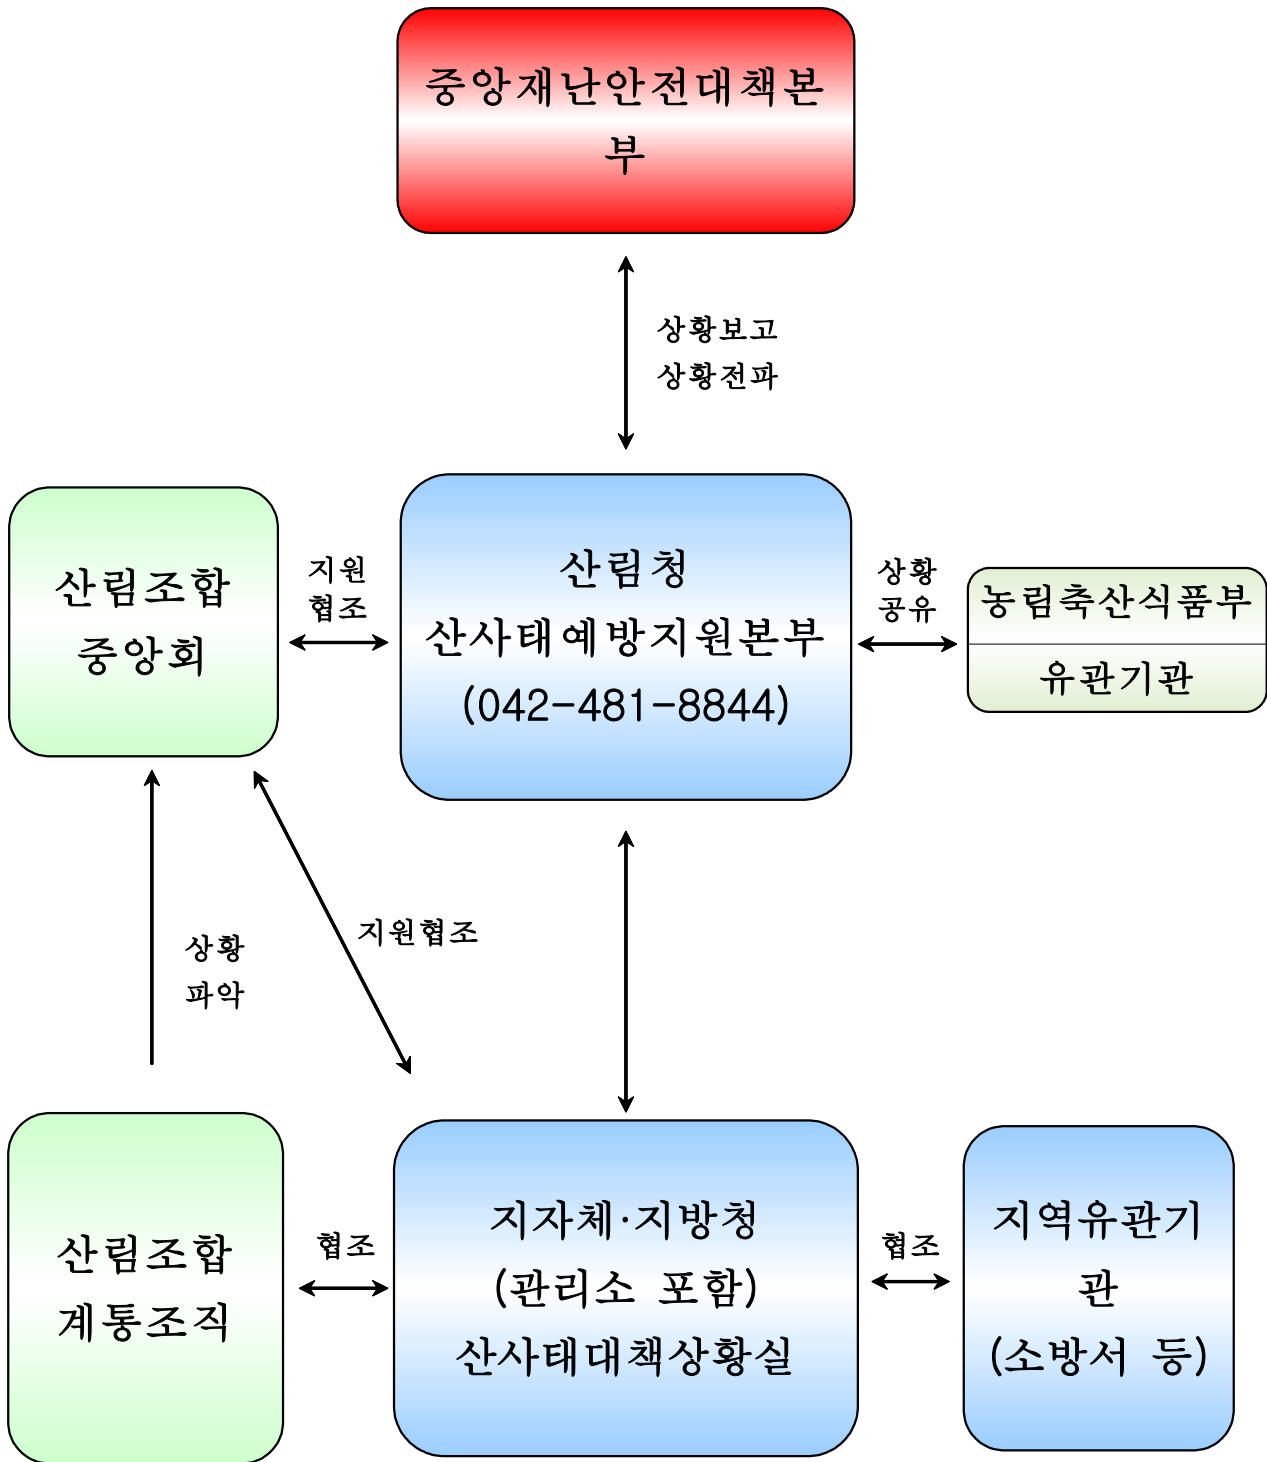 중앙재난안전대책본
부
상황보고
상황전파
산림조합
중앙회
지원
협조
산림청
산사태예방지원본부
(042-481-8844)
상황
공유
농림축산식품부
유관기관
상황
파악
지원협조
산림조합
계통조직
협조
지자체·지방청
(관리소 포함)
산사태대책상황실
협조
지역유관기
관
(소방서 등)